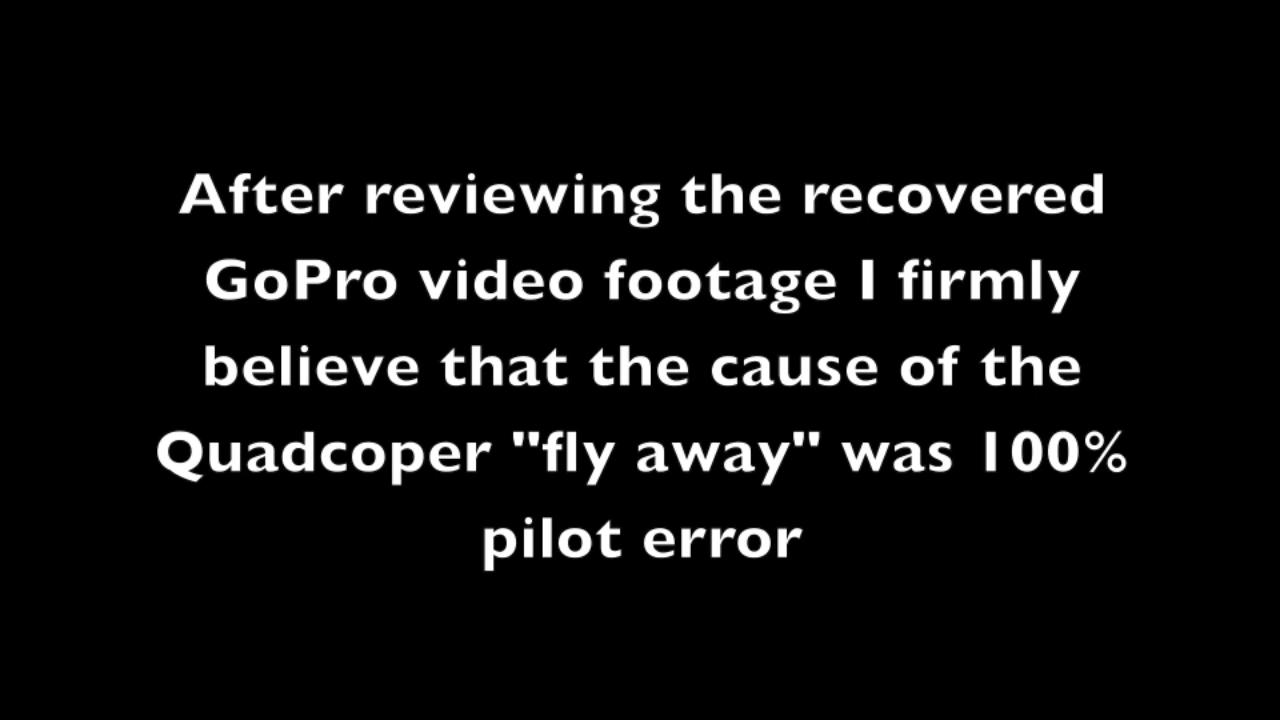 After reviewing the recovered
GoPro video footage I firmly
believe that the cause of the
Quadcoper "fly away" was 100%
pilot error